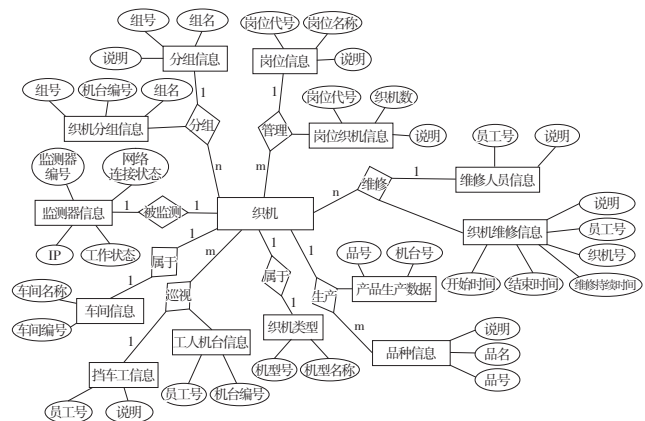 组号
组名
岗位代号
岗位名称
说明
分组信息
岗位信息
说明
组号
机台编号
组名
1
1
岗位代号
织机数
织机分组信息
分组
管理
岗位织机信息
说明
员工号
说明
监测器
编号
网络
连接状态
n
m
n
维修
1
维修人员信息
监测器信息
1
被监测
1
织机
说明
织机维修信息
员工号
IP
工作状态
1
m
1
1
品号
机台号
织机号
属于
属于
车间名称
巡视
生产
产品生产数据
开始时间
结束时间
维修持续时间
1
车间信息
1
车间编号
织机类型
m
说明
1
工人机台信息
品种信息
品名
挡车工信息
机型号
机型名称
品号
员工号
机台编号
员工号
说明